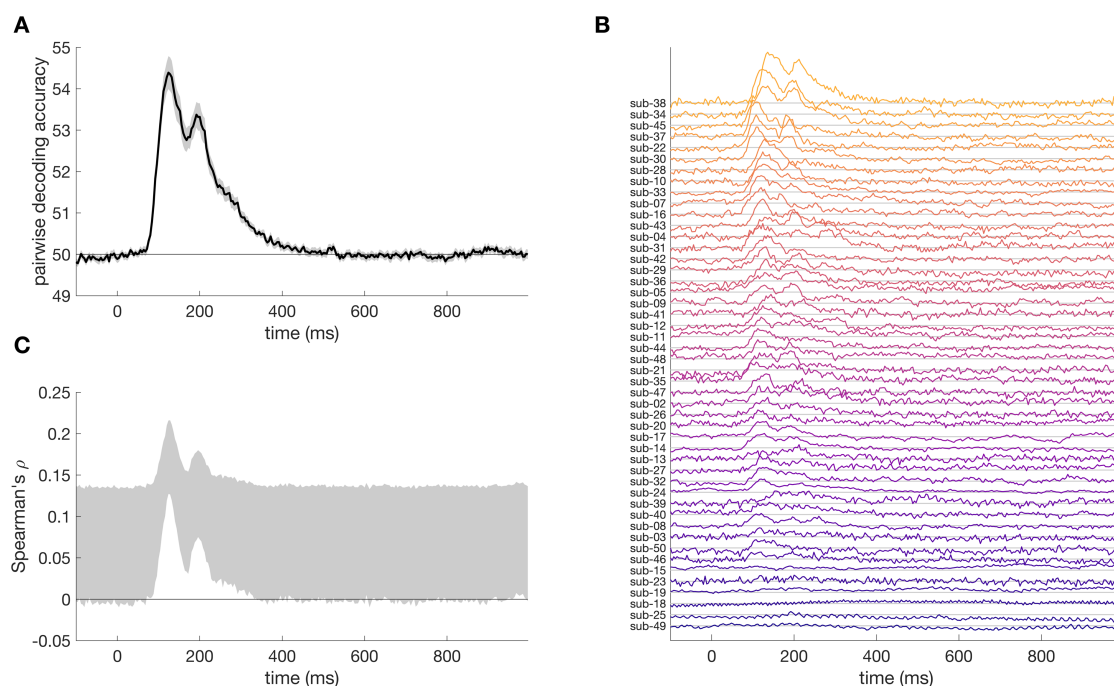 A
55
54
53
52
51
50
49
pairwise decoding accuracy
0
200
400
600
800
time (ms)
B
sub-38
sub-34
sub-45
sub-37
sub-22
sub-30
sub-28
sub-10
sub-33
sub-07
sub-16
sub-43
sub-04
sub-31
sub-42
sub-29
sub-36
sub-05
sub-09
sub-41
sub-12
sub-11
sub-44
sub-48
sub-21
sub-35
sub-47
sub-02
sub-26
sub-20
sub-17
sub-14
sub-13
sub-27
sub-32
sub-24
sub-39
sub-40
sub-08
sub-03
sub-50
sub-46
sub-15
sub-23
sub-19
sub-18
sub-25
sub-49
0
200
400
600
800
time (ms)
C
0.25
0.2
0.15
0.1
0.05
0
-0.05
Spearman's ρ
0
200
400
600
800
time (ms)